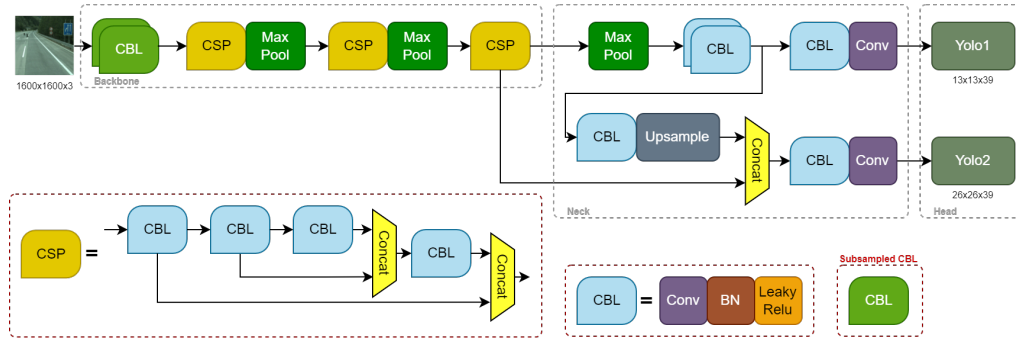 CBL
CSP
Max
Pool
CSP
Max
Pool
CSP
Max
Pool
CBL
CBL
Conv
Yolo1
1600x1600x3
Backbone
13x13x39
CBL
Upsample
Concat
CBL
Conv
Yolo2
26x26x39
Neck
Head
CSP
=
CBL
CBL
CBL
Concat
CBL
Concat
CBL
=
Conv
BN
Leaky
Relu
Subsampled CBL
CBL